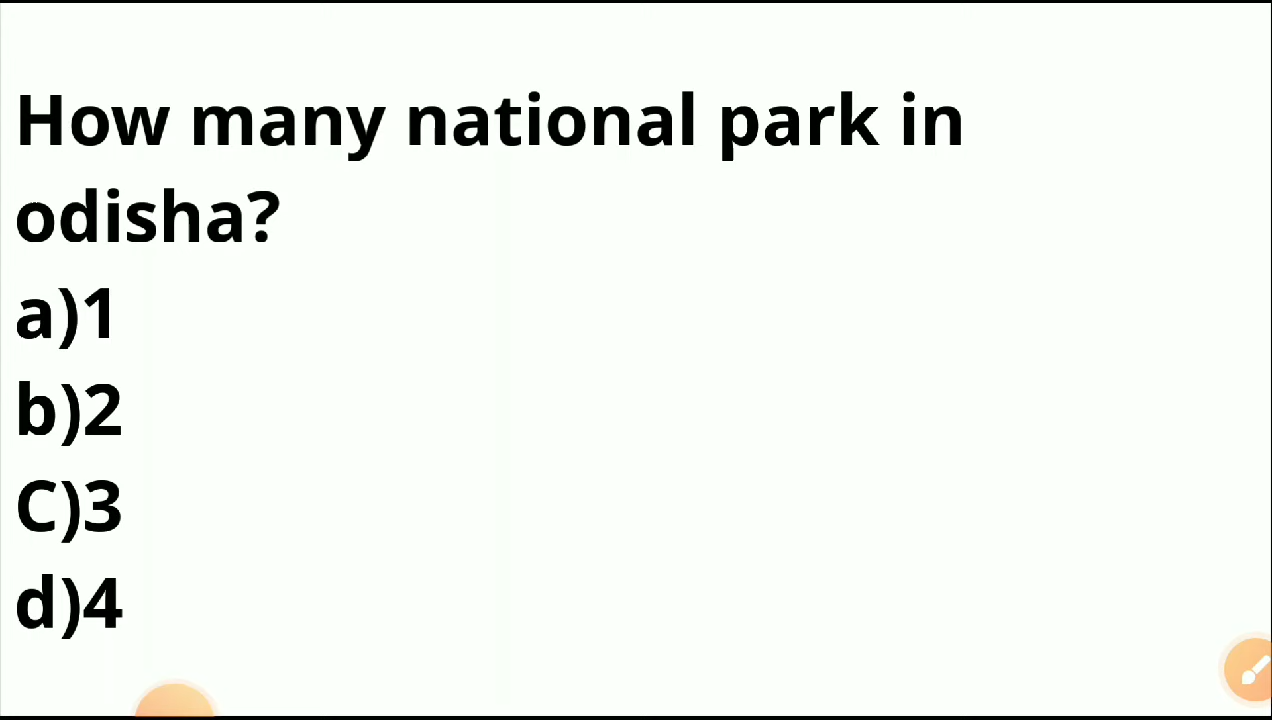 How many national park in
odisha?
a)1
b)2
C)3
d)4